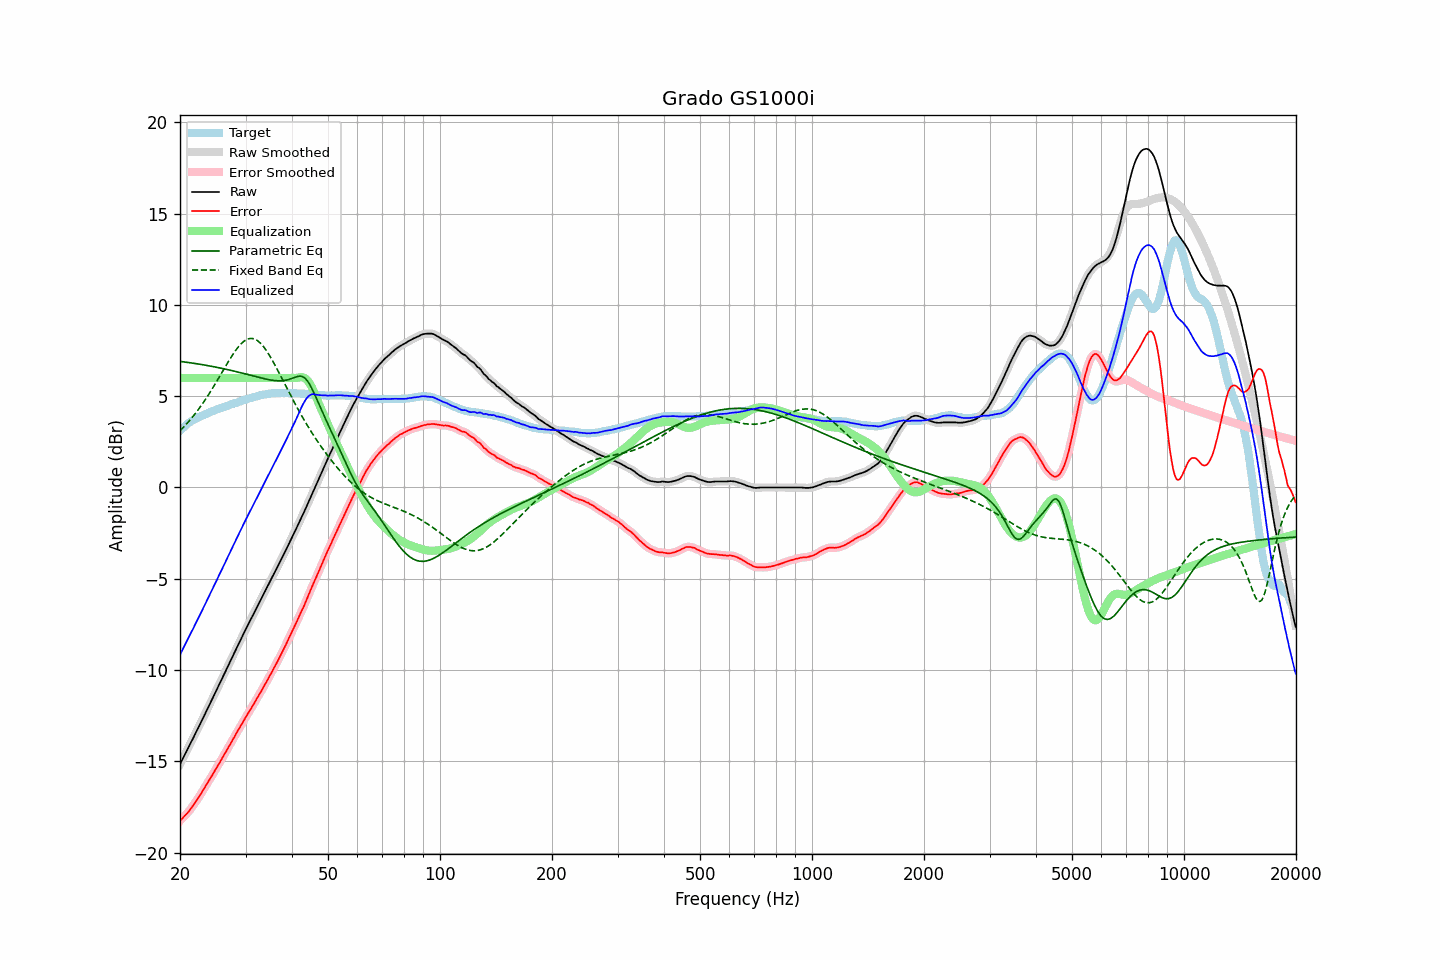 Grado GS1000i
Target
Raw Smoothed
Error Smoothed
Raw
Error
Equalization
Parametric Eq
Fixed Band Eq
Equalized
Amplitude (dBr)
20
15
10
5
0
−5
−10
−15
−20
20 50 100 200 500 1000 2000 5000 10000 20000
Frequency (Hz)